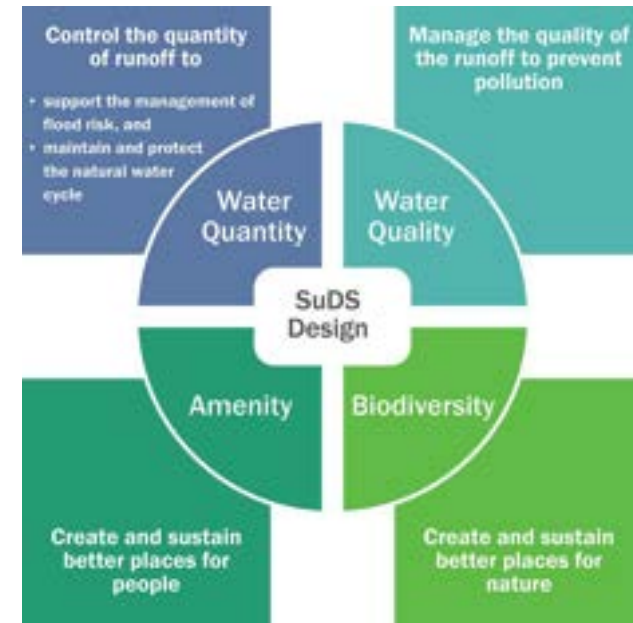 Control the quantity
of runoff to
• support the management of
flood risk, and
• maintain and protect
the natural water
cycle
Manage the quality of
the runoff to prevent
pollution
Water
Quantity
Water
Quality
SuDS
Design
Amenity
Biodiversity
Create and sustain
better places for
people
Create and sustain
better places for
nature